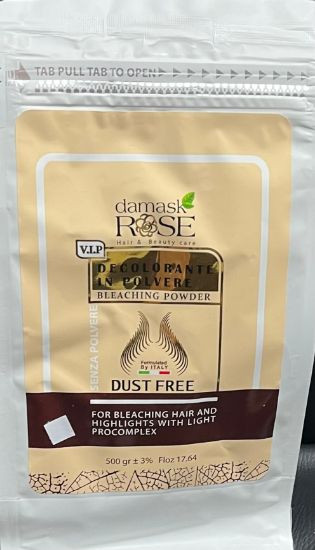 TAB PULL TAB TO OPEN
damask
ROSE
Hair & Beauty care
V.I.P
DECOLORANTE
IN POLVERE
BLEACHING POWDER
SENZA POLVERE
Formulated
By ITALY
DUST FREE
FOR BLEACHING HAIR AND
HIGHLIGHTS WITH LIGHT
PROCOMPLEX
500 gr ± 3% Floz 17.64